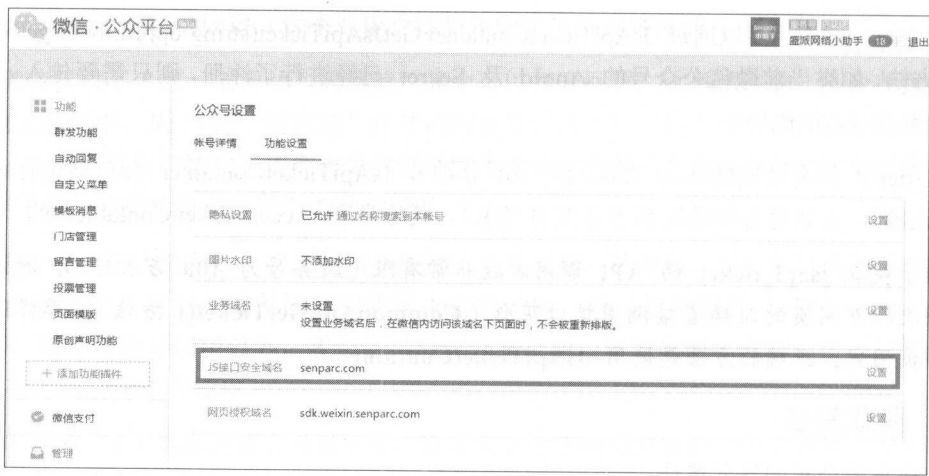 微信·公众平台
盛派网络小助手 18 退出
功能
群发功能
自动回复
自定义菜单
模板消息
门店管理
留言管理
投票管理
页面模版
原创声明功能
+ 添加功能插件
微信支付
管理
公众号设置
帐号详情 功能设置
隐私设置 已允许 通过名称搜索到本帐号 设置
图片水印 不添加水印 设置
业务域名 未设置 设置
设置业务域名后，在微信内访问该域名下页面时，不会被重新排版。
JS接口安全域名 senparc.com 设置
网页授权域名 sdk.weixin.senparc.com 设置